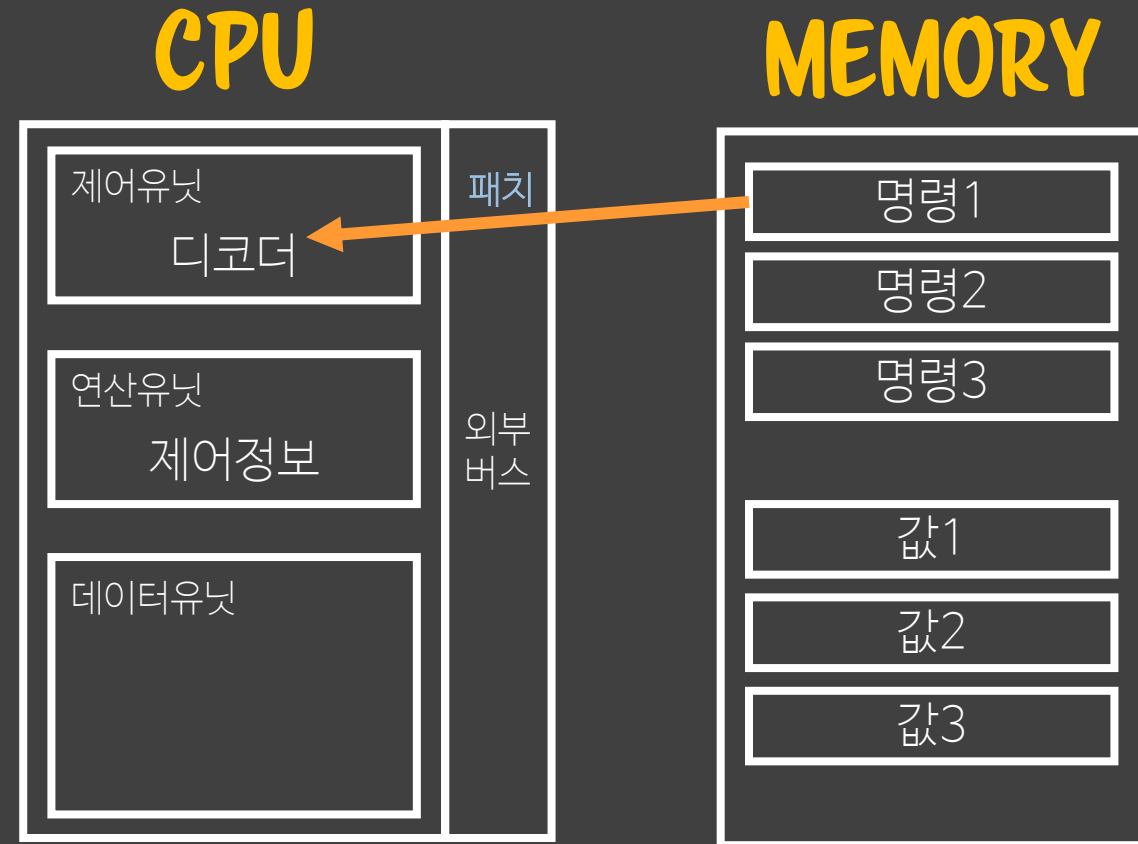 CPU
MEMORY
제어유닛
디코더
연산유닛
제어정보
데이터유닛
패치
외부
버스
명령1
명령2
명령3
값1
값2
값3